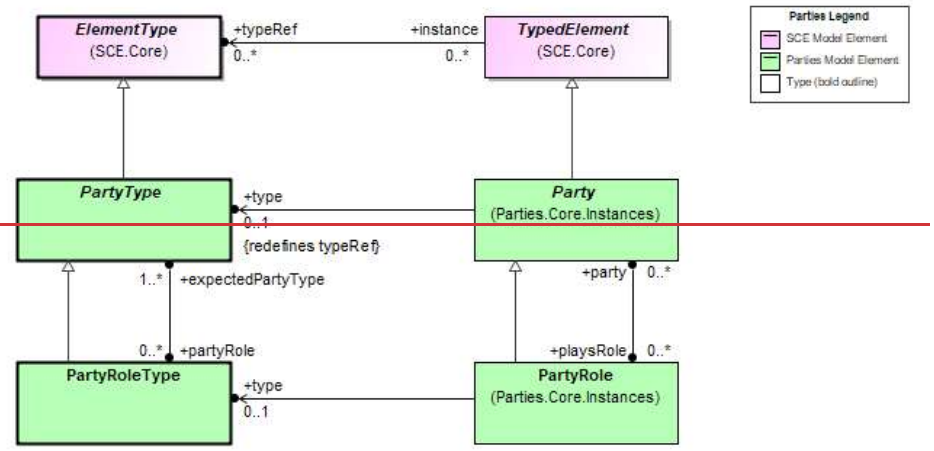 ElementType
(SCE.Core)
+typeRef
0..*
+instance
0..*
TypedElement
(SCE.Core)
Parties Legend
SCE Model Element
Parties Model Element
Type (bold outline)
PartyType
+type
0..1
{redefines typeRef}
Party
(Parties.Core.Instances)
1..*
+expectedPartyType
+party
0..*
0..*
+partyRole
+playsRole
0..*
PartyRoleType
+type
0..1
PartyRole
(Parties.Core.Instances)